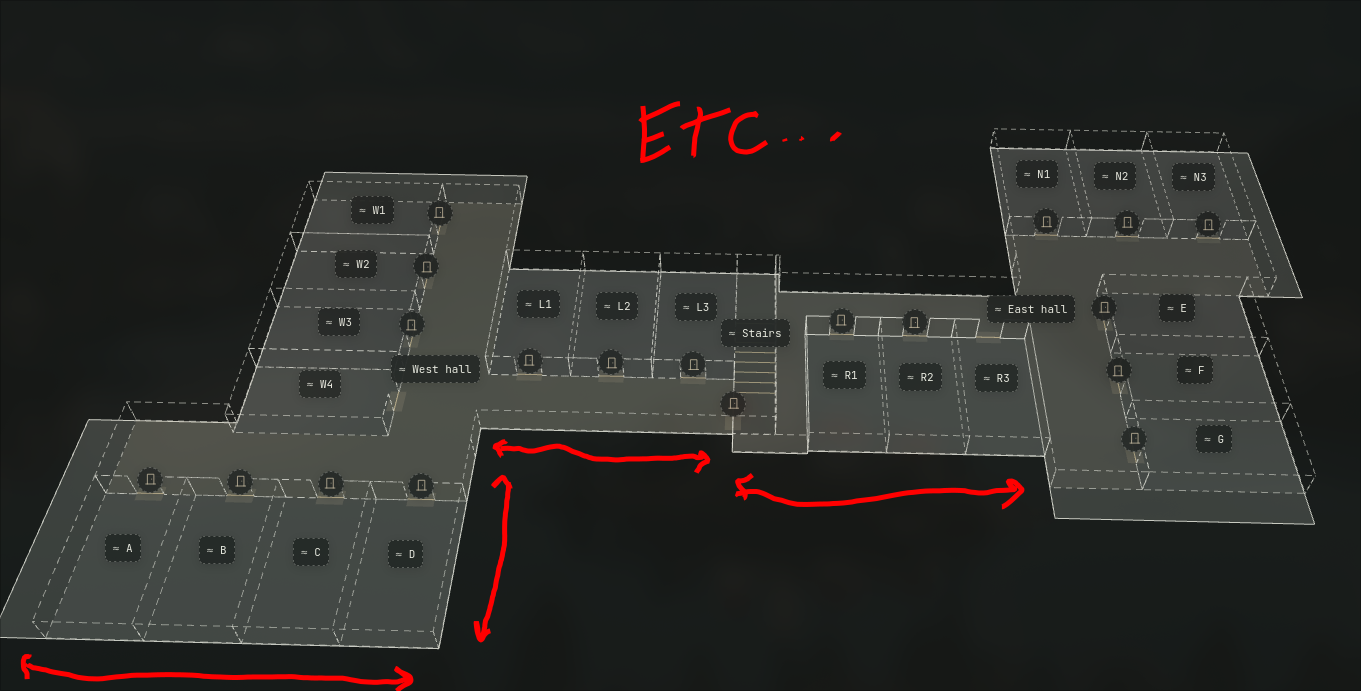 ETC...
≈ N1
≈ N2
≈ N3
≈ W1
≈ W2
≈ W3
≈ W4
≈ West hall
≈ L1
≈ L2
≈ L3
≈ Stairs
≈ East hall
≈ E
≈ F
≈ G
≈ R1
≈ R2
≈ R3
≈ A
≈ B
≈ C
≈ D